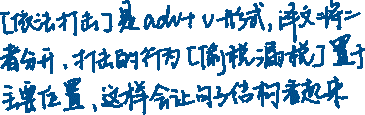 [依法打击]是adv+v形式,译文将二
者分开,打击的行为[偷税漏税]置于
主要位置,这样会让句子结构看起来